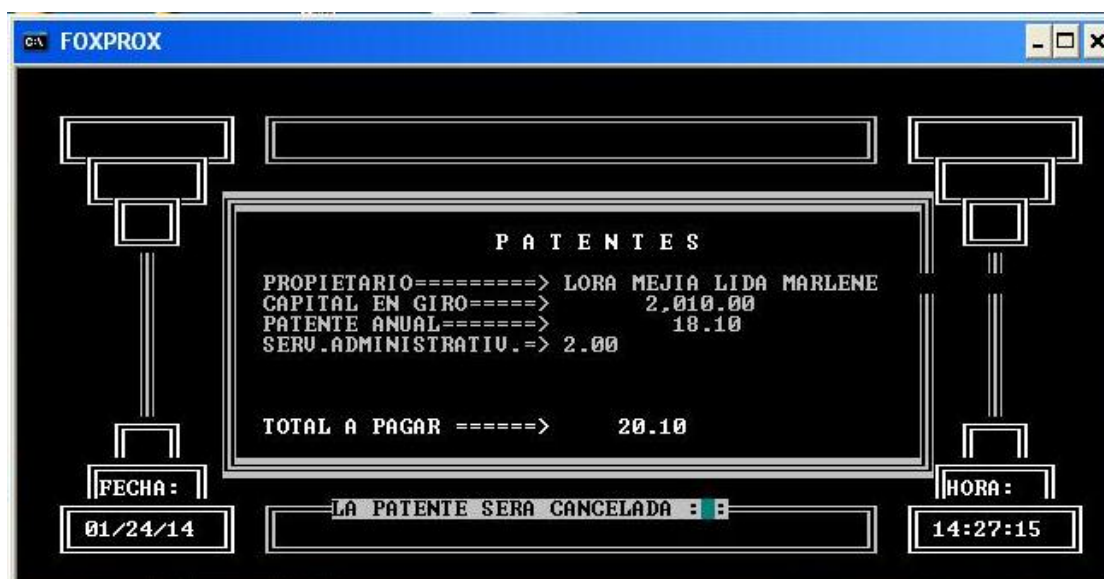 FOXPROX
P A T E N T E S
PROPIETARIO=========> LORA MEJIA LIDA MARLENE
CAPITAL EN GIRO=====> 2,010.00
PATENTE ANUAL=======> 18.10
SERV.ADMINISTRATIV.=> 2.00
TOTAL A PAGAR ======> 20.10
FECHA:
HORA:
LA PATENTE SERA CANCELADA : :
01/24/14
14:27:15